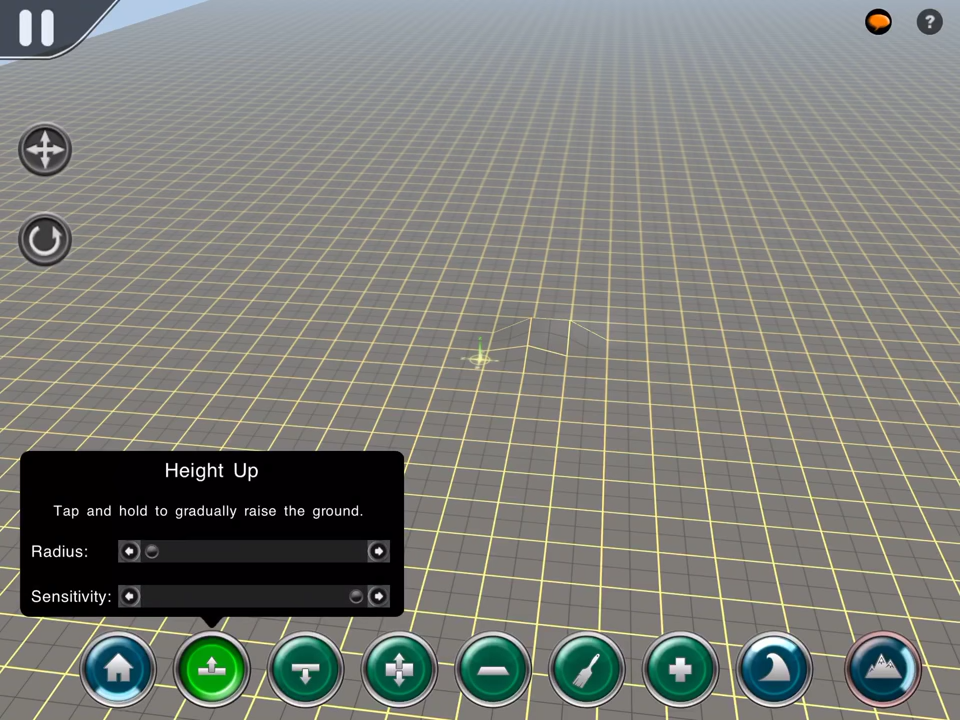 ?
Height Up
Tap and hold to gradually raise the ground.
Radius:
Sensitivity: